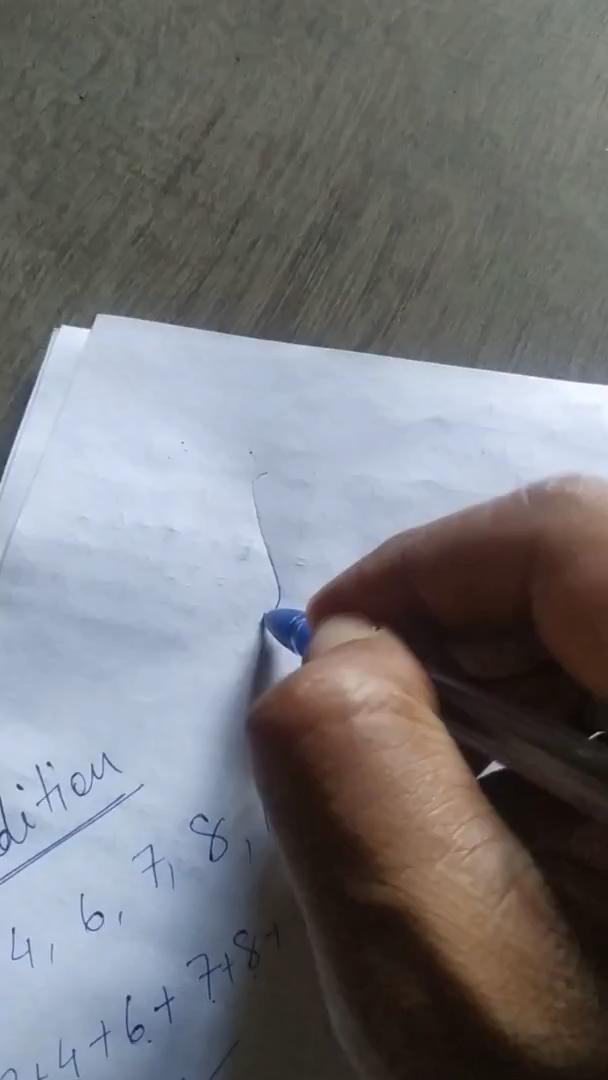 dition
4, 6, 7, 8,
+4+6+7+8+